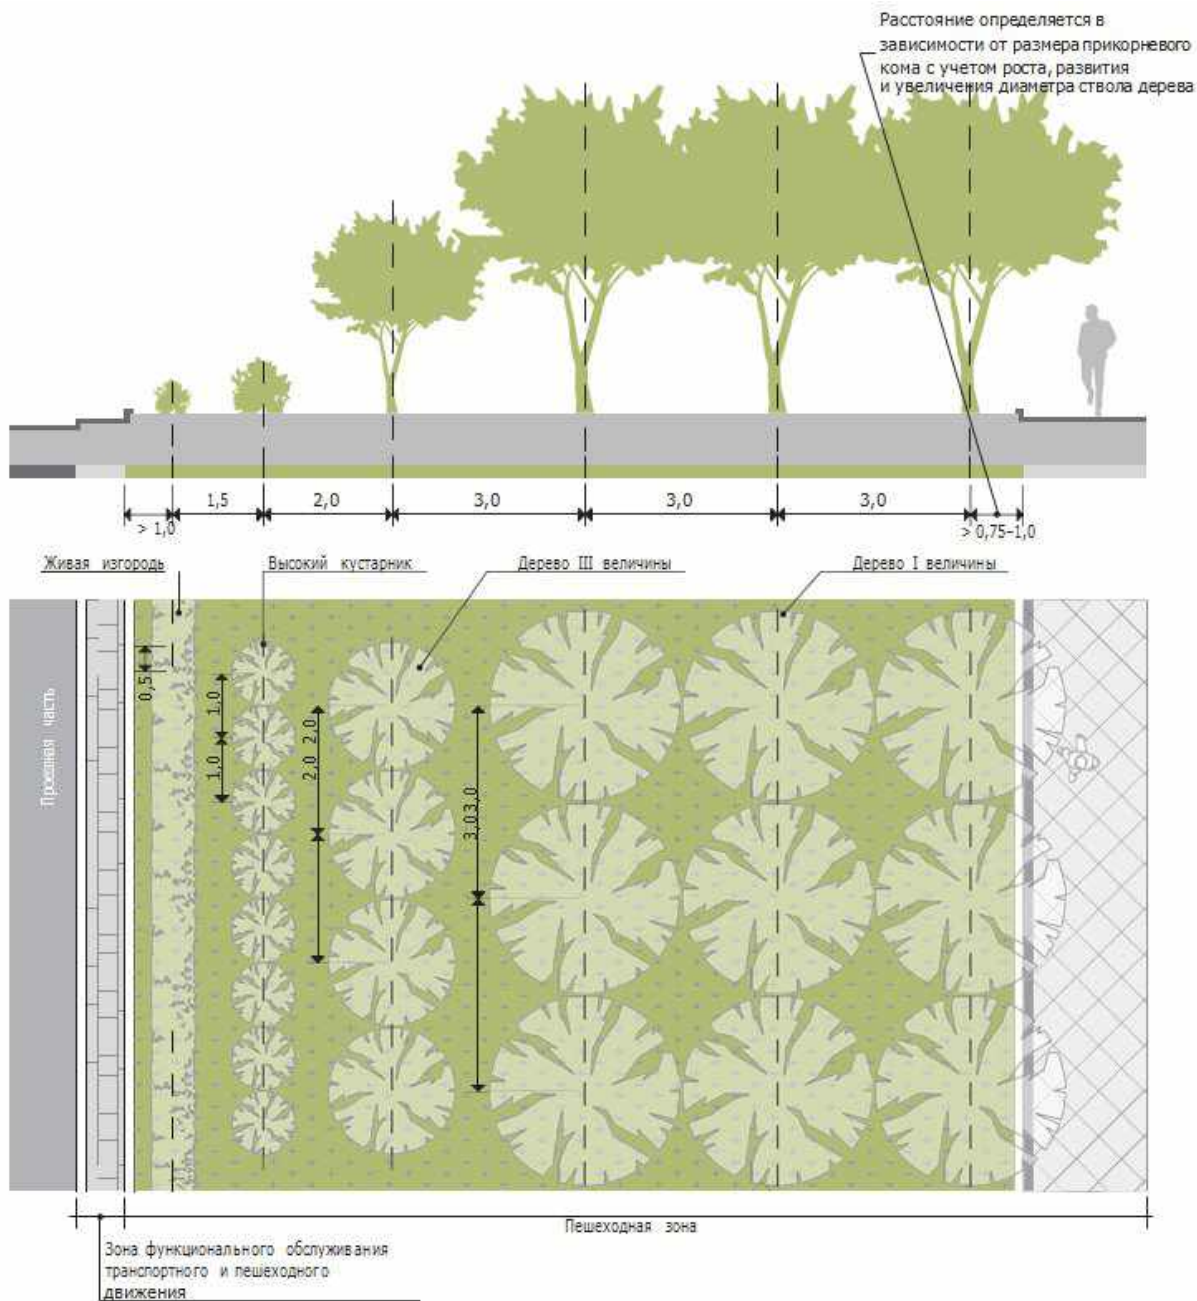 Расстояние определяется в
зависимости от размера прикорневого
кома с учетом роста, развития
и увеличения диаметра ствола дерева
> 1,0
1,5
2,0
3,0
3,0
3,0
> 0,75-1,0
Живая изгородь
Высокий кустарник
Дерево III величины
Дерево I величины
Проезжая часть
0,5
1,0
1,0
2,0
2,0
3,0
3,0
Пешеходная зона
Зона функционального обслуживания
транспортного и пешеходного
движения